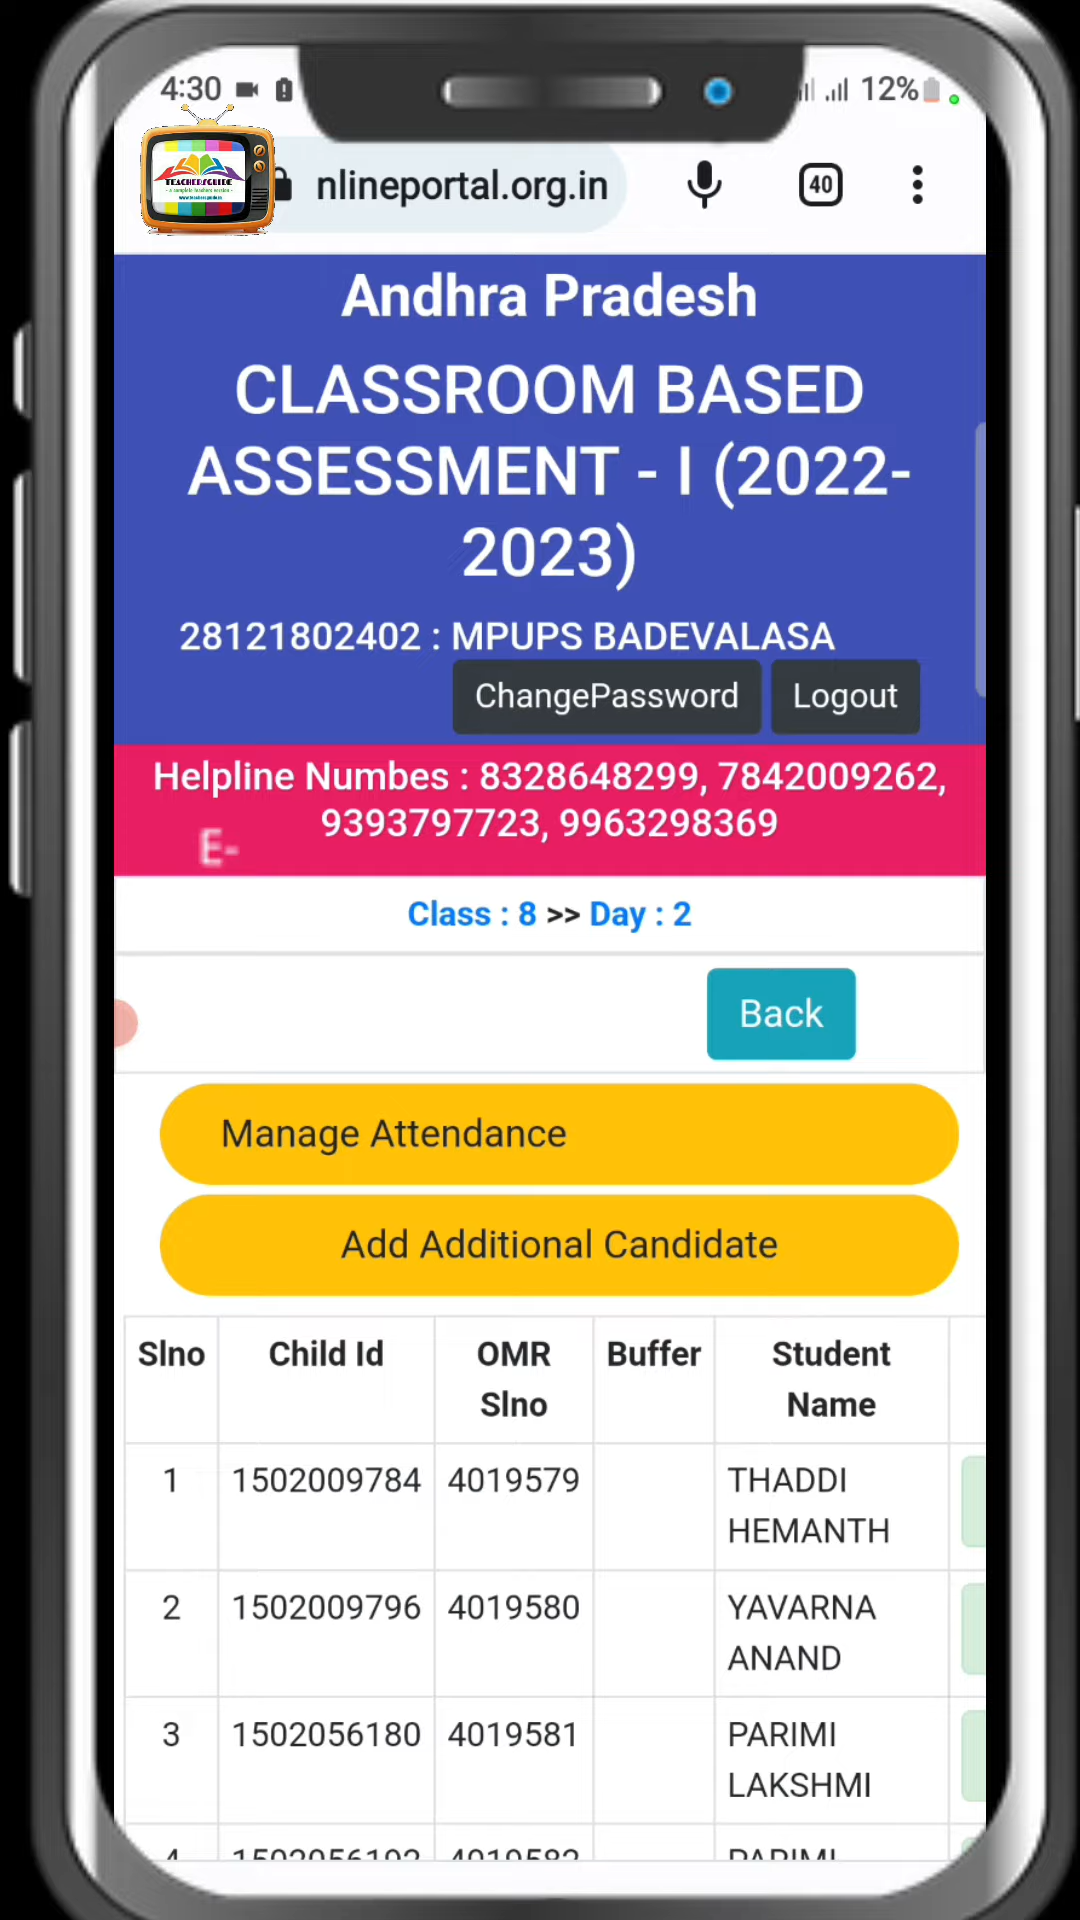 4:30
12%
TEACHERSGUIDE
nlineportal.org.in
40
Andhra Pradesh
CLASSROOM BASED
ASSESSMENT - I (2022-
2023)
28121802402 : MPUPS BADEVALASA
ChangePassword
Logout
Helpline Numbes : 8328648299, 7842009262,
9393797723, 9963298369
E-
Class : 8 >> Day : 2
Back
Manage Attendance
Add Additional Candidate
Slno Child Id OMR Slno Buffer Student Name
1 1502009784 4019579 THADDI HEMANTH
2 1502009796 4019580 YAVARNA ANAND
3 1502056180 4019581 PARIMI LAKSHMI
4 1502056192 4019582 PARIMI